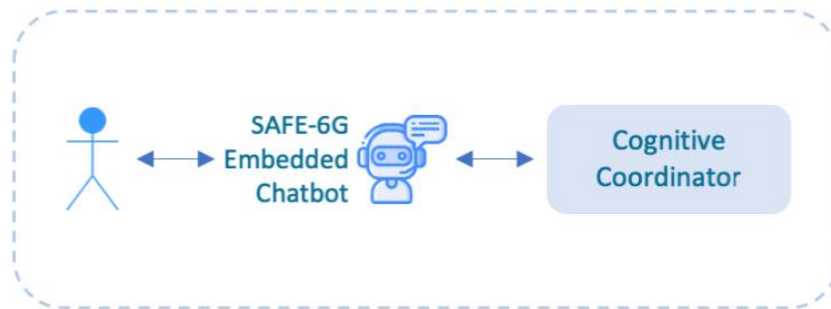 SAFE-6G
Embedded
Chatbot
Cognitive
Coordinator